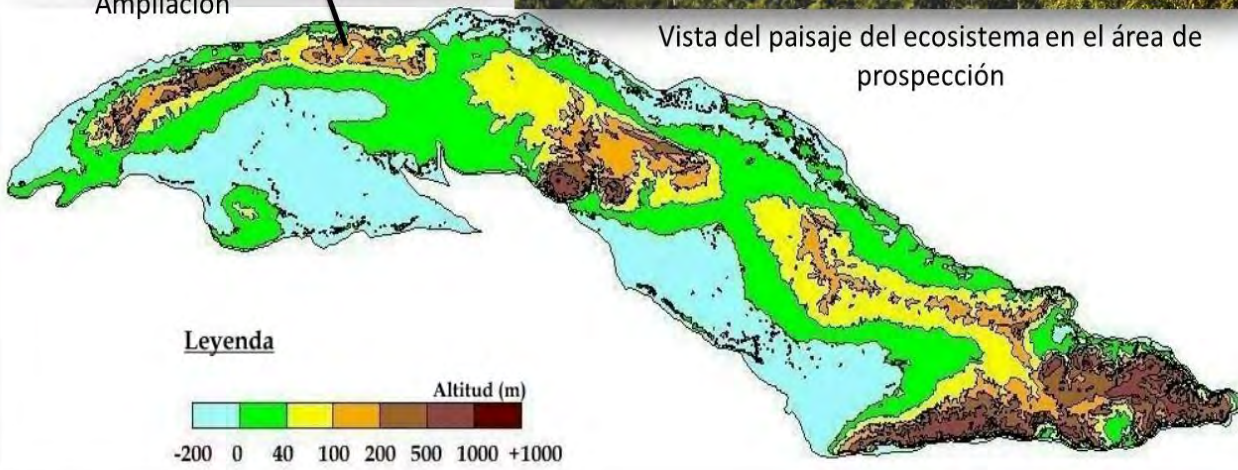 Ampliación
Vista del paisaje del ecosistema en el área de
prospección
Leyenda
Altitud (m)
-200 0 40 100 200 500 1000 +1000